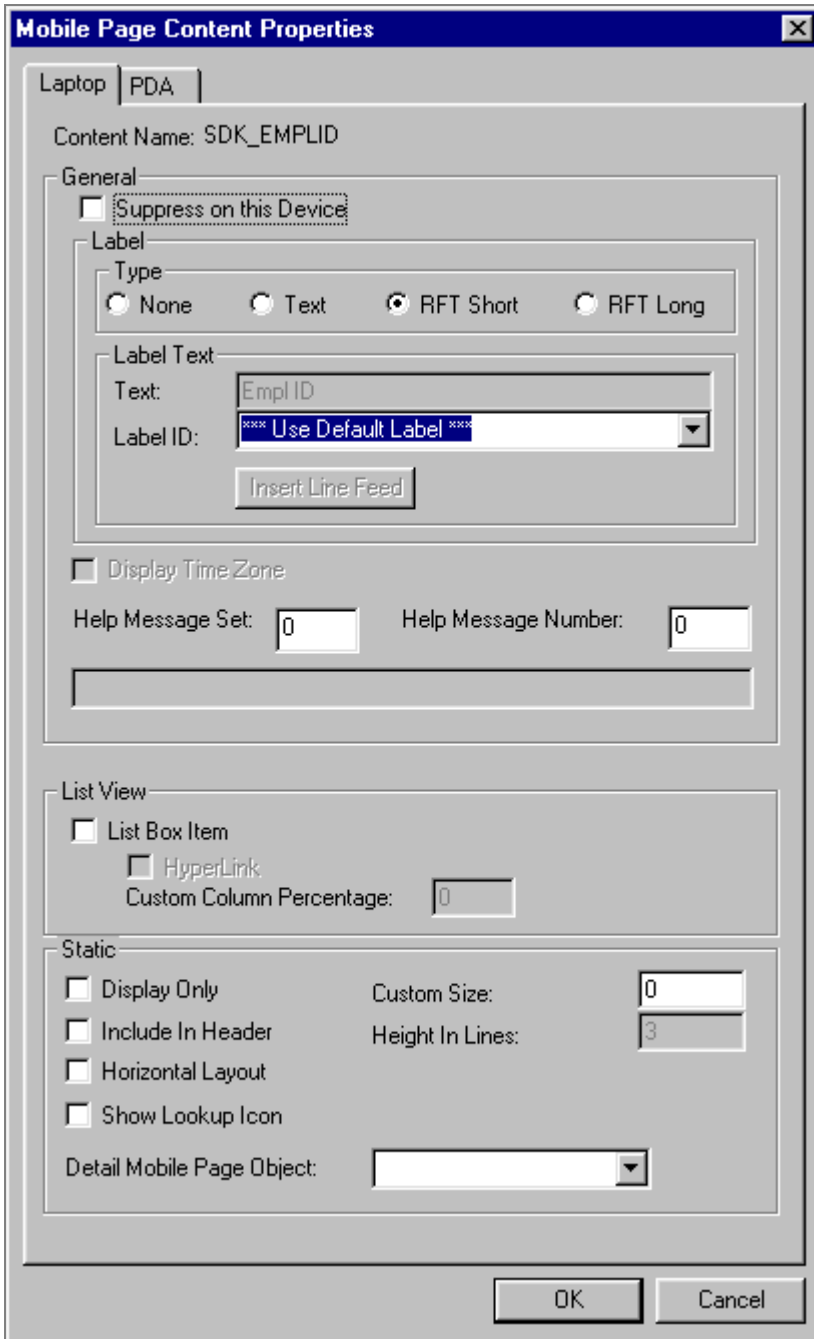 Mobile Page Content Properties
Laptop PDA
Content Name: SDK_EMPLID
General
Suppress on this Device
Label
Type
None Text RFT Short RFT Long
Label Text
Text: Empl ID
Label ID: *** Use Default Label ***
Insert Line Feed
Display Time Zone
Help Message Set: 0 Help Message Number: 0
List View
List Box Item
HyperLink
Custom Column Percentage: 0
Static
Display Only Custom Size: 0
Include In Header Height In Lines: 3
Horizontal Layout
Show Lookup Icon
Detail Mobile Page Object:
OK Cancel